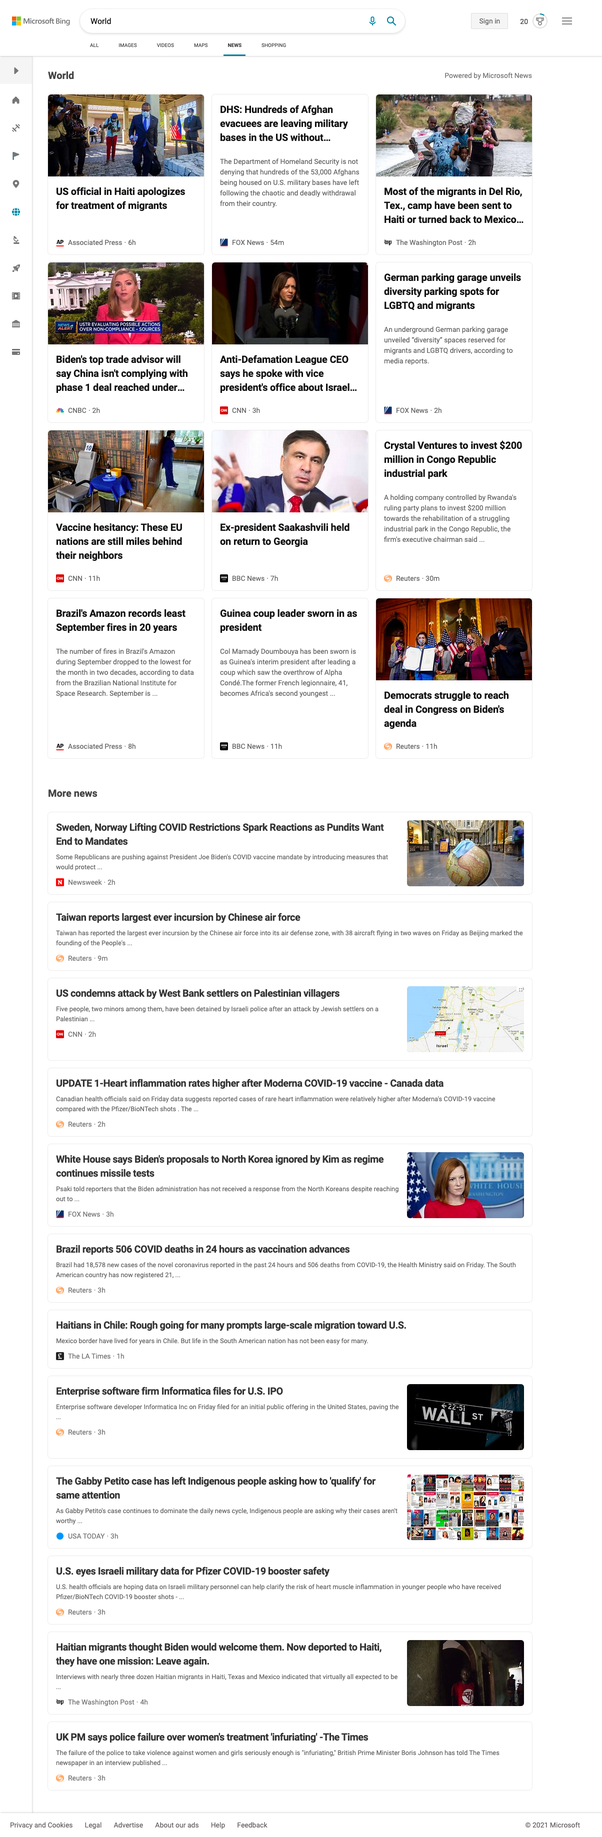 Microsoft Bing
World
Sign in
20
ALL
IMAGES
VIDEOS
MAPS
NEWS
SHOPPING
World
Powered by Microsoft News
US official in Haiti apologizes
for treatment of migrants
AP Associated Press · 6h
DHS: Hundreds of Afghan
evacuees are leaving military
bases in the US without...
The Department of Homeland Security is not
denying that hundreds of the 53,000 Afghans
being housed on U.S. military bases have left
following the chaotic and deadly withdrawal
from their country.
FOX News · 54m
Most of the migrants in Del Rio,
Tex., camp have been sent to
Haiti or turned back to Mexico...
wp The Washington Post · 2h
NEWS ALERT
USTR EVALUATING POSSIBLE ACTIONS
OVER NON-COMPLIANCE - SOURCES
Biden's top trade advisor will
say China isn't complying with
phase 1 deal reached under...
CNBC · 2h
Anti-Defamation League CEO
says he spoke with vice
president's office about Israel...
CNN CNN · 3h
German parking garage unveils
diversity parking spots for
LGBTQ and migrants
An underground German parking garage
unveiled "diversity" spaces reserved for
migrants and LGBTQ drivers, according to
media reports.
FOX News · 2h
Vaccine hesitancy: These EU
nations are still miles behind
their neighbors
CNN CNN · 11h
Ex-president Saakashvili held
on return to Georgia
BBC News · 7h
Crystal Ventures to invest $200
million in Congo Republic
industrial park
A holding company controlled by Rwanda's
ruling party plans to invest $200 million
towards the rehabilitation of a struggling
industrial park in the Congo Republic, the
firm's executive chairman said ...
Reuters · 30m
Brazil's Amazon records least
September fires in 20 years
The number of fires in Brazil's Amazon
during September dropped to the lowest for
the month in two decades, according to data
from the Brazilian National Institute for
Space Research. September is ...
AP Associated Press · 8h
Guinea coup leader sworn in as
president
Col Mamady Doumbouya has been sworn in
as Guinea's interim president after leading a
coup which saw the overthrow of Alpha
Condé.The former French legionnaire, 41,
becomes Africa's second youngest ...
BBC News · 11h
Democrats struggle to reach
deal in Congress on Biden's
agenda
Reuters · 11h
More news
Sweden, Norway Lifting COVID Restrictions Spark Reactions as Pundits Want
End to Mandates
Some Republicans are pushing against President Joe Biden's COVID vaccine mandate by introducing measures that
would protect ...
N Newsweek · 2h
Taiwan reports largest ever incursion by Chinese air force
Taiwan has reported the largest ever incursion by the Chinese air force into its air defense zone, with 38 aircraft flying in two waves on Friday as Beijing marked the
founding of the People's ...
Reuters · 9m
US condemns attack by West Bank settlers on Palestinian villagers
Five people, two minors among them, have been detained by Israeli police after an attack by Jewish settlers on a
Palestinian ...
CNN CNN · 2h
Israel
UPDATE 1-Heart inflammation rates higher after Moderna COVID-19 vaccine - Canada data
Canadian health officials said on Friday data suggests reported cases of rare heart inflammation were relatively higher after Moderna's COVID-19 vaccine
compared with the Pfizer/BioNTech shots . The ...
Reuters · 2h
White House says Biden's proposals to North Korea ignored by Kim as regime
continues missile tests
Psaki told reporters that the Biden administration has not received a response from the North Koreans despite reaching
out to ...
FOX News · 3h
Brazil reports 506 COVID deaths in 24 hours as vaccination advances
Brazil had 18,578 new cases of the novel coronavirus reported in the past 24 hours and 506 deaths from COVID-19, the Health Ministry said on Friday. The South
American country has now registered 21, ...
Reuters · 3h
Haitians in Chile: Rough going for many prompts large-scale migration toward U.S.
Mexico border have lived for years in Chile. But life in the South American nation has not been easy for many.
The LA Times · 1h
Enterprise software firm Informatica files for U.S. IPO
Enterprise software developer Informatica Inc on Friday filed for an initial public offering in the United States, paving the
...
Reuters · 3h
WALL ST
The Gabby Petito case has left Indigenous people asking how to 'qualify' for
same attention
As Gabby Petito's case continues to dominate the daily news cycle, Indigenous people are asking why their cases aren't
worthy ...
USA TODAY · 3h
U.S. eyes Israeli military data for Pfizer COVID-19 booster safety
U.S. health officials are hoping data on Israeli military personnel can help clarify the risk of heart muscle inflammation in younger people who have received
Pfizer/BioNTech COVID-19 booster shots - ...
Reuters · 3h
Haitian migrants thought Biden would welcome them. Now deported to Haiti,
they have one mission: Leave again.
Interviews with nearly three dozen Haitian migrants in Haiti, Texas and Mexico indicated that virtually all expected to be
...
wp The Washington Post · 4h
UK PM says police failure over women's treatment 'infuriating' -The Times
The failure of the police to take violence against women and girls seriously enough is "infuriating," British Prime Minister Boris Johnson has told The Times
newspaper in an interview published ...
Reuters · 3h
Privacy and Cookies
Legal
Advertise
About our ads
Help
Feedback
© 2021 Microsoft